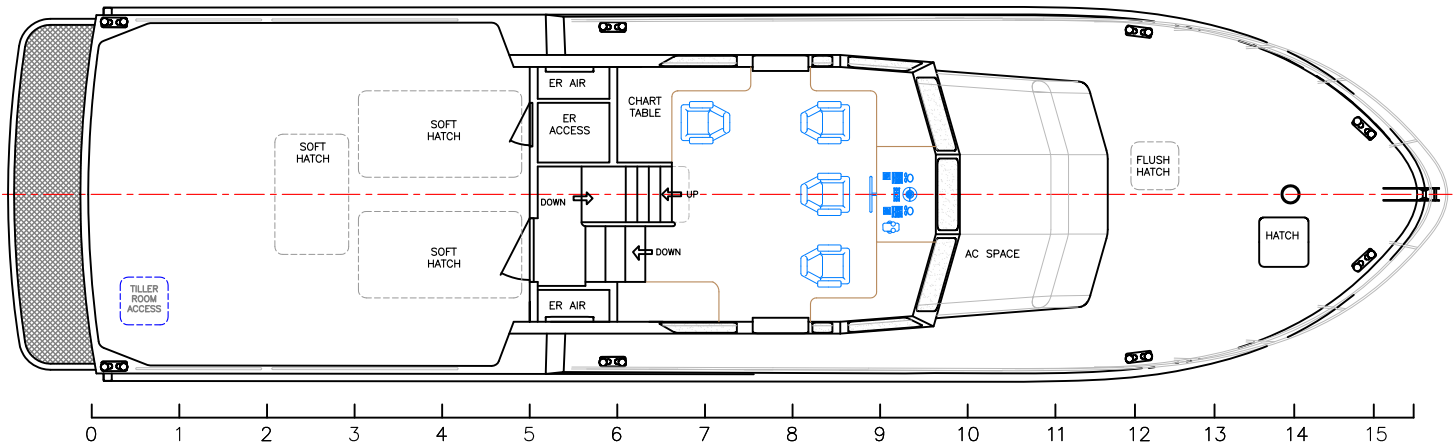 ER AIR
CHART
TABLE
SOFT
HATCH
ER
ACCESS
SOFT
HATCH
FLUSH
HATCH
UP
DOWN
HATCH
SOFT
HATCH
DOWN
AC SPACE
TILLER
ROOM
ACCESS
ER AIR
0 1 2 3 4 5 6 7 8 9 10 11 12 13 14 15